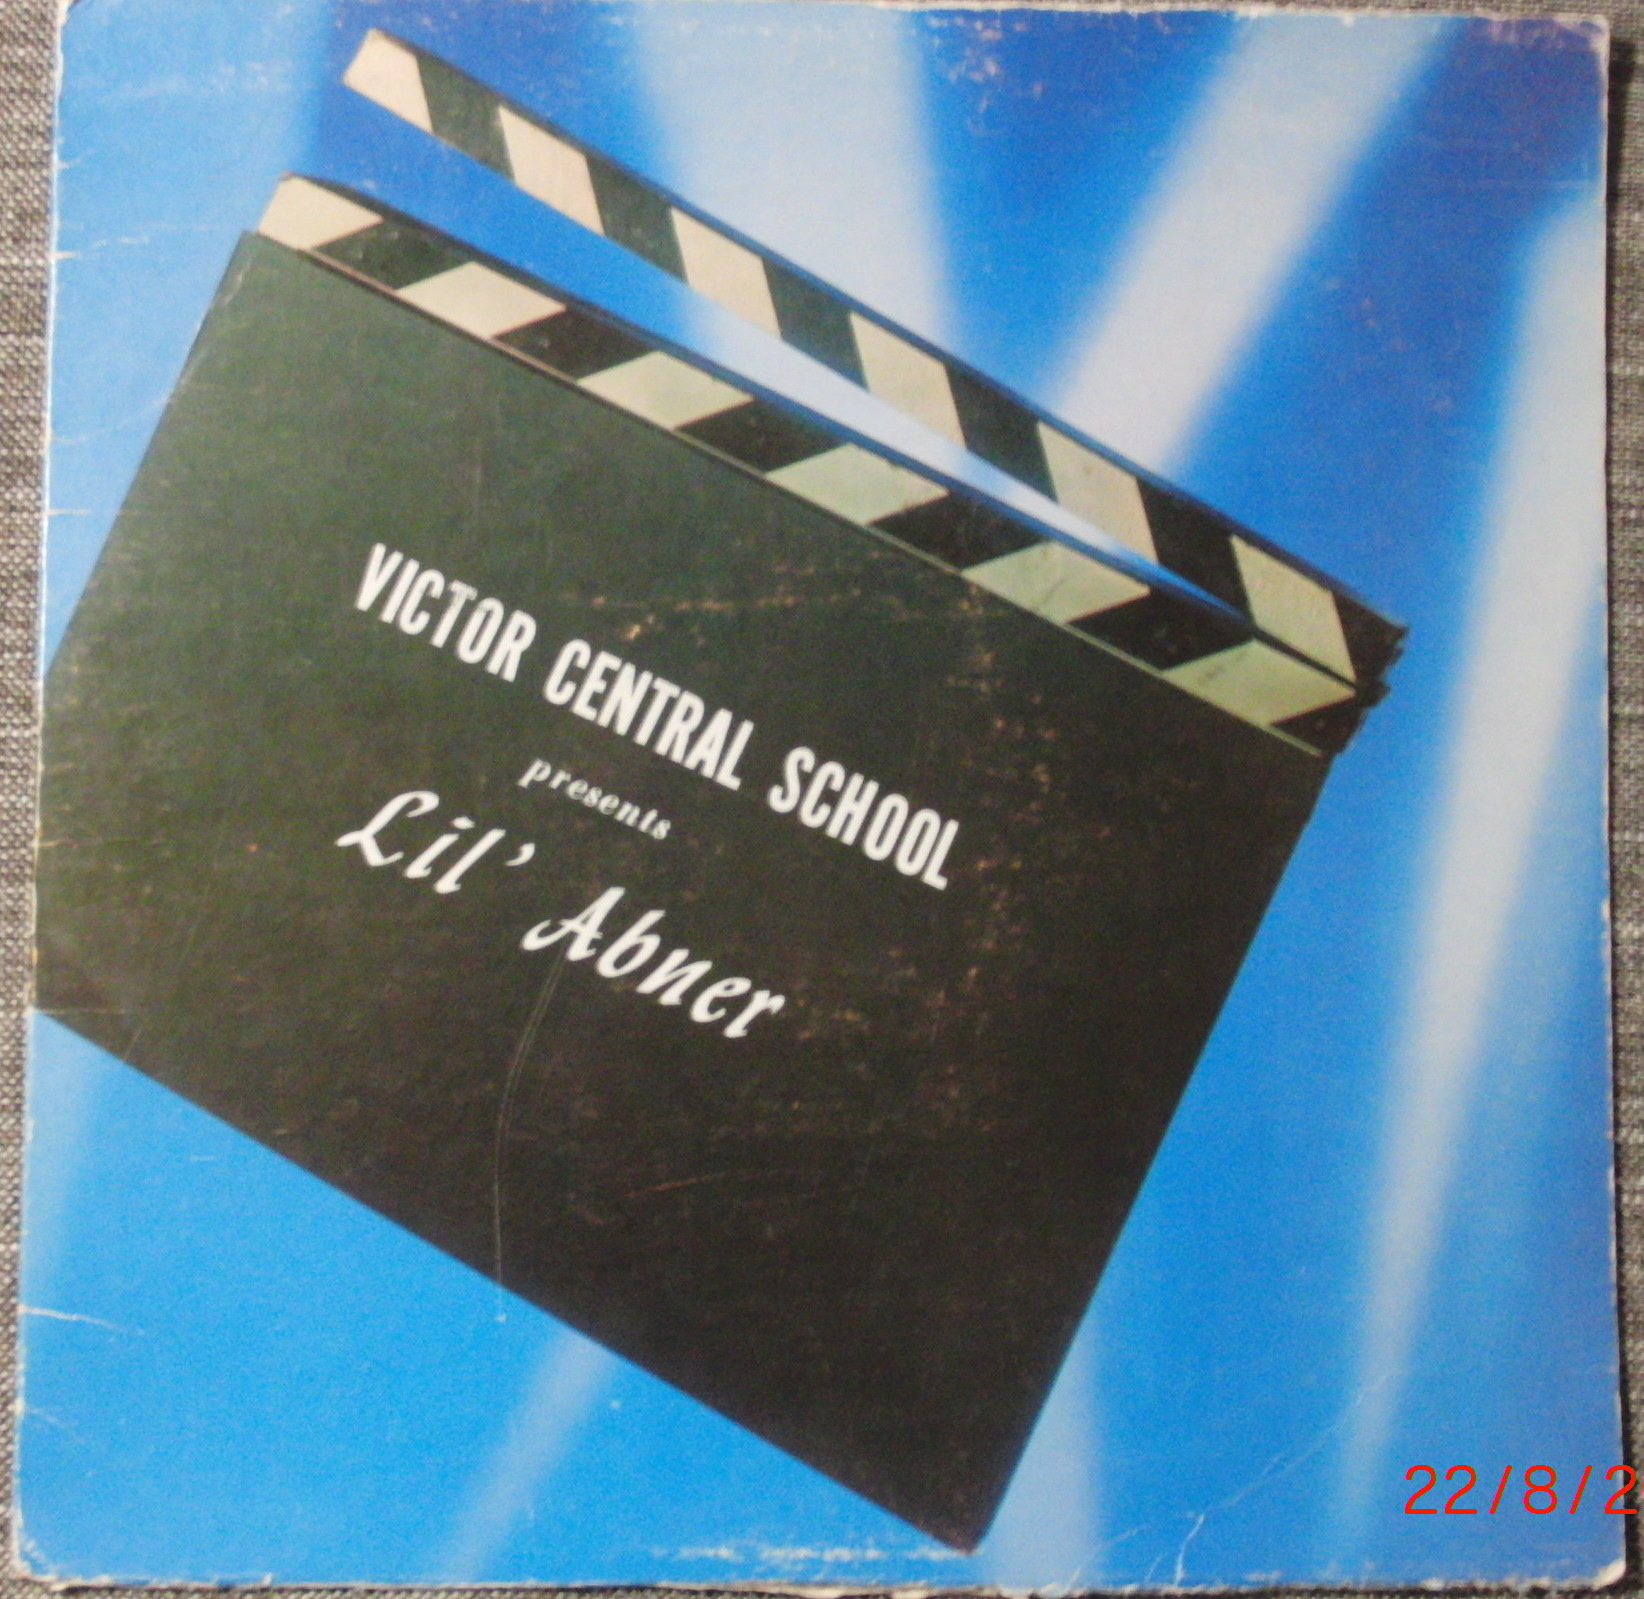 VICTOR CENTRAL SCHOOL
presents
Lil' Abner
22/8/2